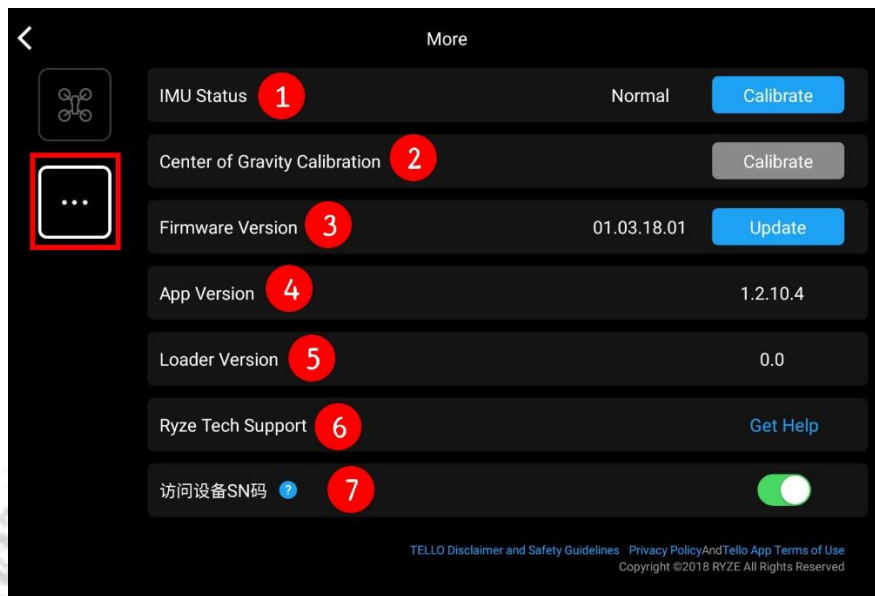 More
IMU Status 1 Normal Calibrate
Center of Gravity Calibration 2 Calibrate
Firmware Version 3 01.03.18.01 Update
App Version 4 1.2.10.4
Loader Version 5 0.0
Ryze Tech Support 6 Get Help
访问设备SN码 ? 7
TELLO Disclaimer and Safety Guidelines Privacy PolicyAndTello App Terms of Use
Copyright ©2018 RYZE All Rights Reserved